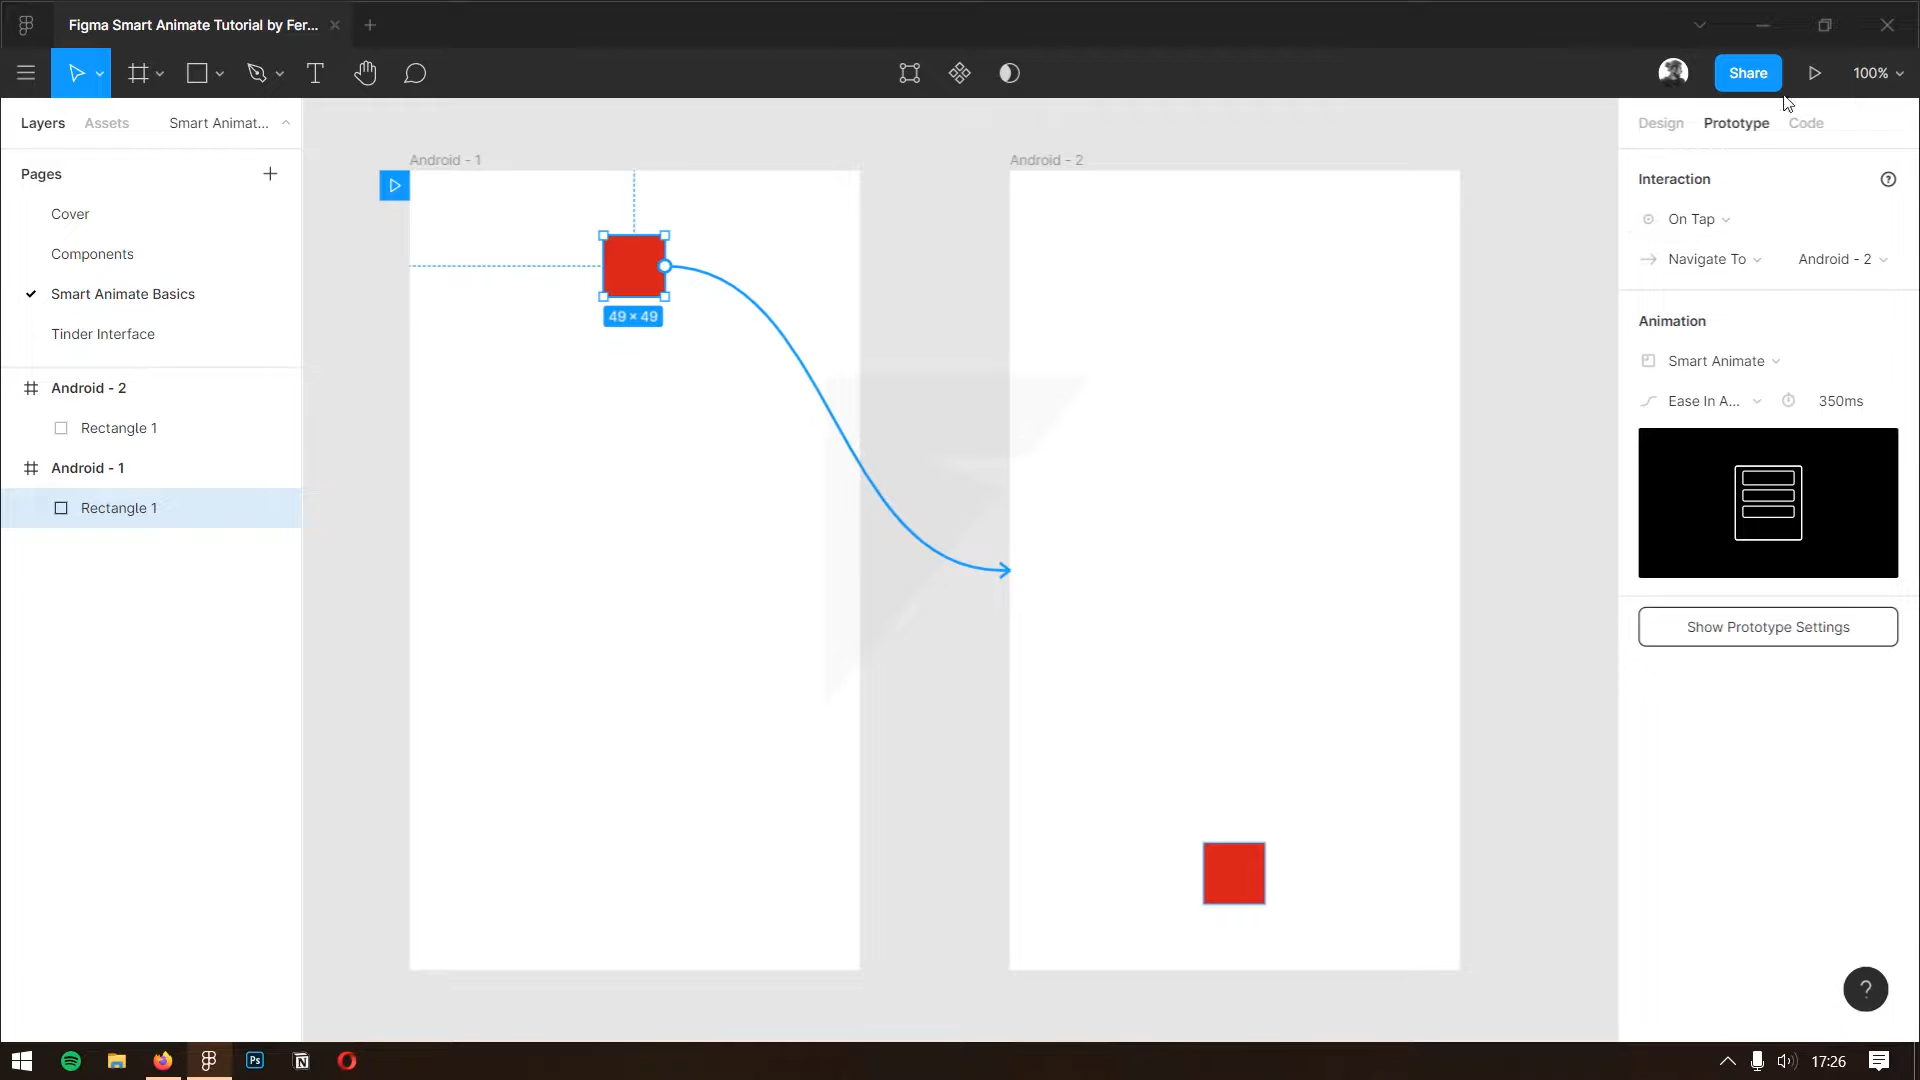 Figma Smart Animate Tutorial by Fer...
Share
100%
Layers
Assets
Smart Animat...
Pages
Cover
Components
Smart Animate Basics
Tinder Interface
Android - 2
Rectangle 1
Android - 1
Rectangle 1
Android - 1
49 × 49
Android - 2
Design
Prototype
Code
Interaction
?
On Tap
Navigate To
Android - 2
Animation
Smart Animate
Ease In A...
350ms
Show Prototype Settings
?
Ps
17:26